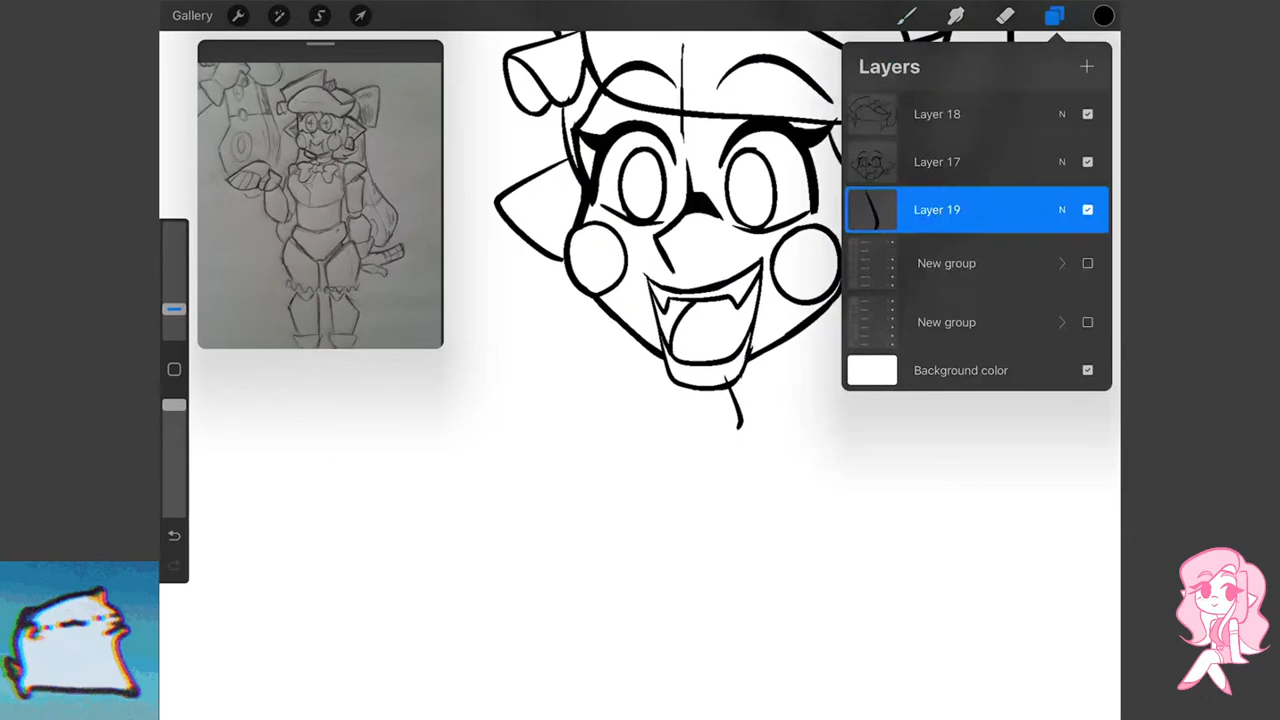 Gallery
Layers
Layer 18 N
Layer 17 N
Layer 19 N
New group
New group
Background color